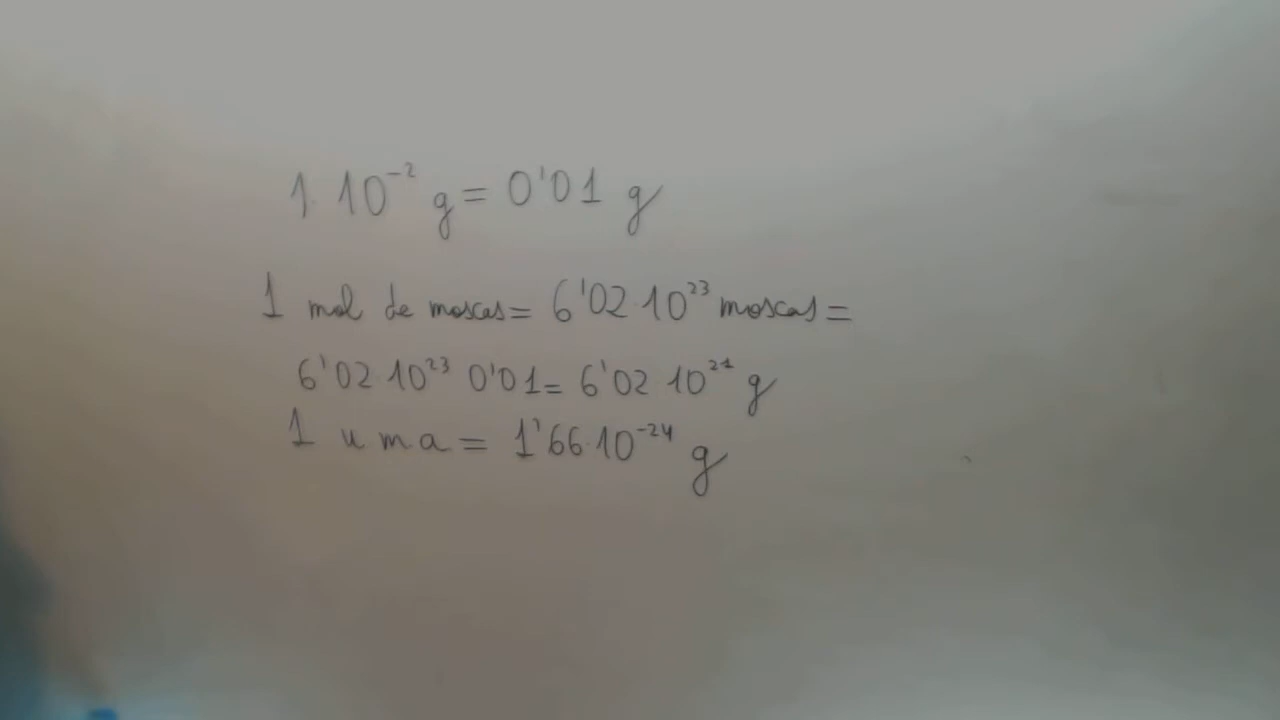 1. 10⁻² g = 0'01 g
1 mol de moscas = 6'02·10²³ moscas =
6'02·10²³ 0'01 = 6'02 10²¹ g
1 u m a = 1'66·10⁻²⁴ g